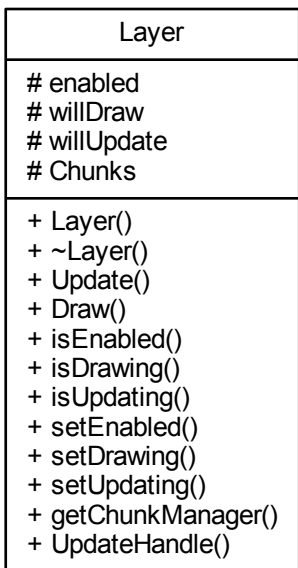 Layer
# enabled
# willDraw
# willUpdate
# Chunks
+ Layer()
+ ~Layer()
+ Update()
+ Draw()
+ isEnabled()
+ isDrawing()
+ isUpdating()
+ setEnabled()
+ setDrawing()
+ setUpdating()
+ getChunkManager()
+ UpdateHandle()